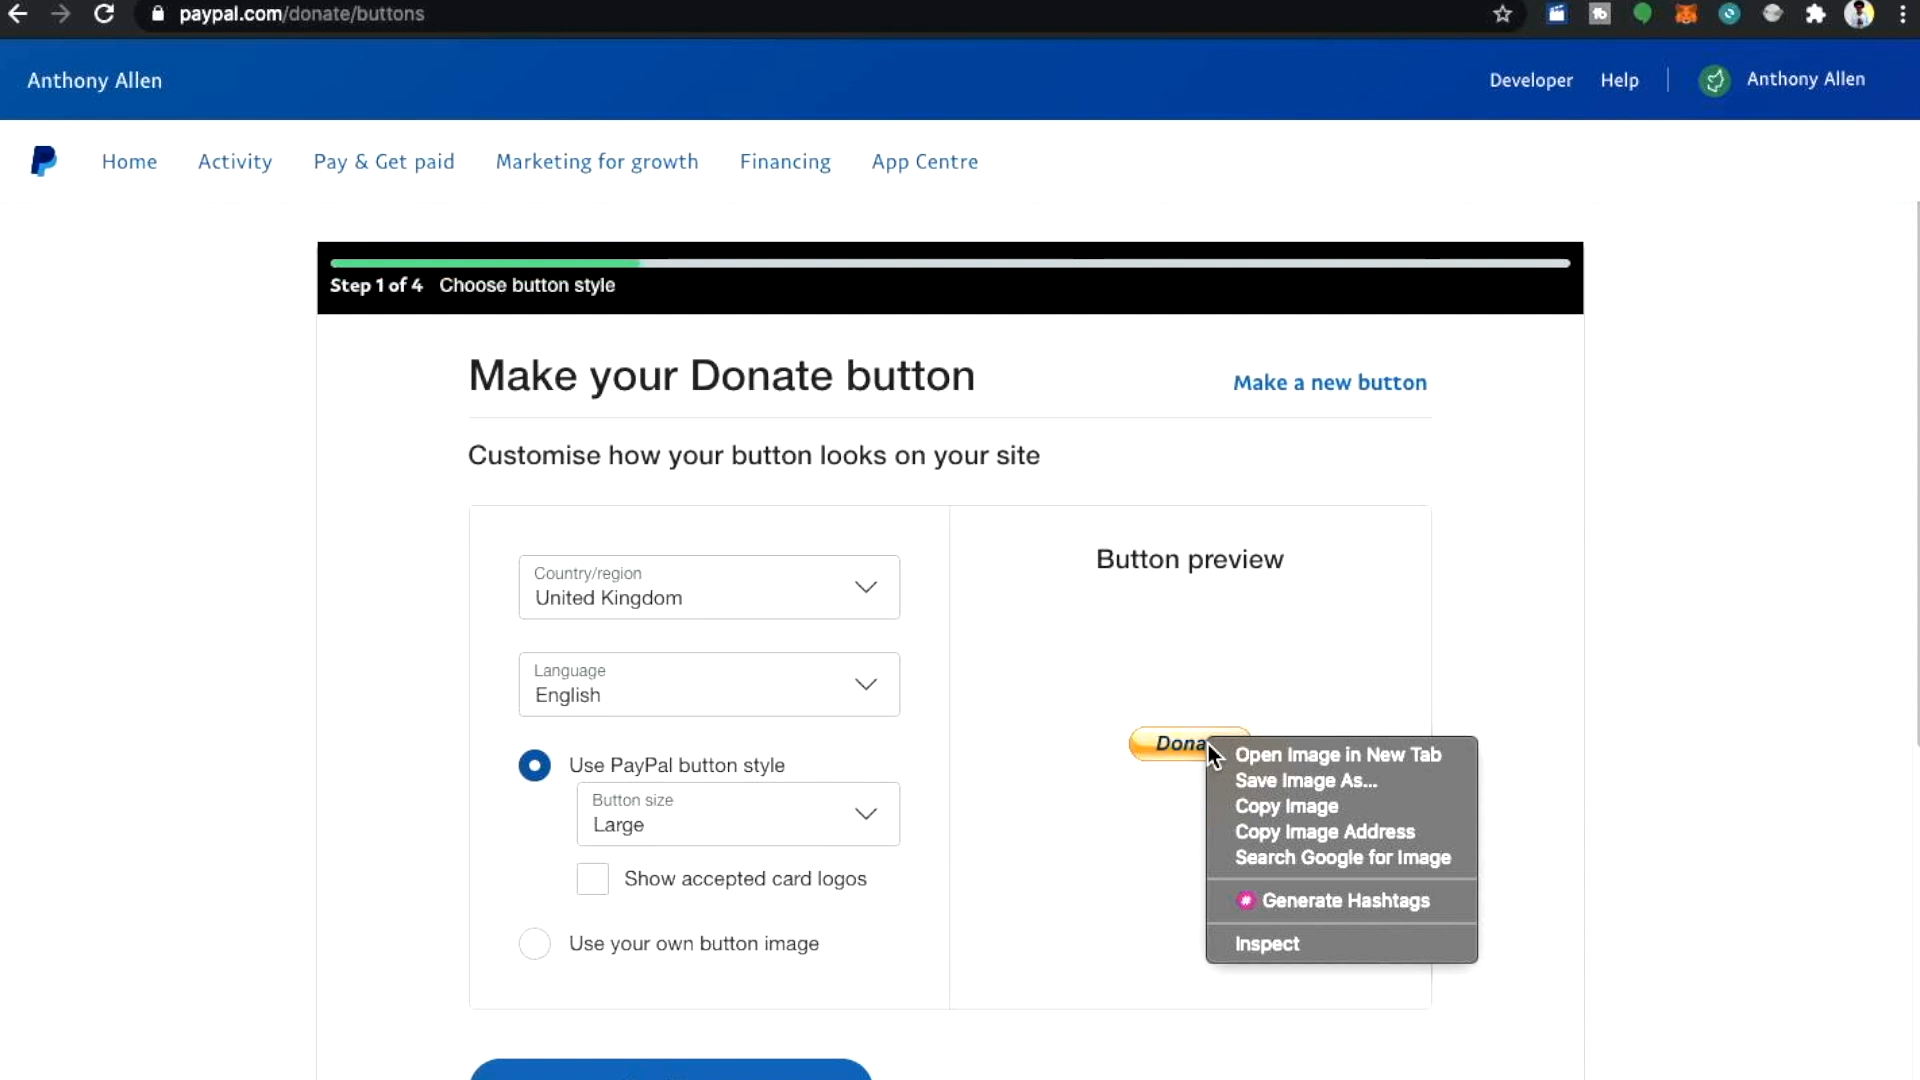 paypal.com/donate/buttons
Anthony Allen
Developer Help Anthony Allen
Home Activity Pay & Get paid Marketing for growth Financing App Centre
Step 1 of 4 Choose button style
Make your Donate button
Make a new button
Customise how your button looks on your site
Country/region
United Kingdom
Language
English
Use PayPal button style
Button size
Large
Show accepted card logos
Use your own button image
Button preview
Dona
Open Image in New Tab
Save Image As...
Copy Image
Copy Image Address
Search Google for Image
# Generate Hashtags
Inspect